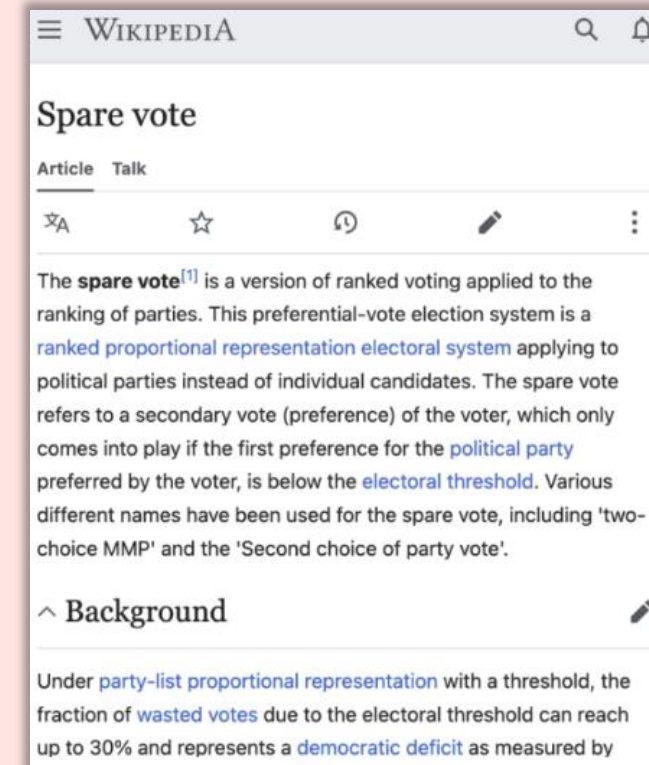 WIKIPEDIA
Spare vote
Article Talk
The spare vote[1] is a version of ranked voting applied to the
ranking of parties. This preferential-vote election system is a
ranked proportional representation electoral system applying to
political parties instead of individual candidates. The spare vote
refers to a secondary vote (preference) of the voter, which only
comes into play if the first preference for the political party
preferred by the voter, is below the electoral threshold. Various
different names have been used for the spare vote, including 'two-
choice MMP' and the 'Second choice of party vote'.
Background
Under party-list proportional representation with a threshold, the
fraction of wasted votes due to the electoral threshold can reach
up to 30% and represents a democratic deficit as measured by